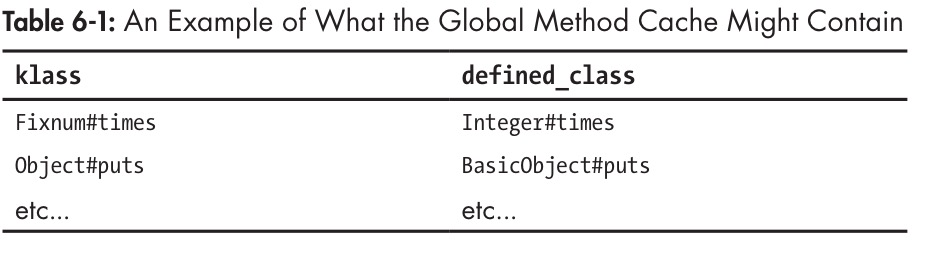 Table 6-1: An Example of What the Global Method Cache Might Contain
klass defined_class
Fixnum#times Integer#times
Object#puts BasicObject#puts
etc... etc...